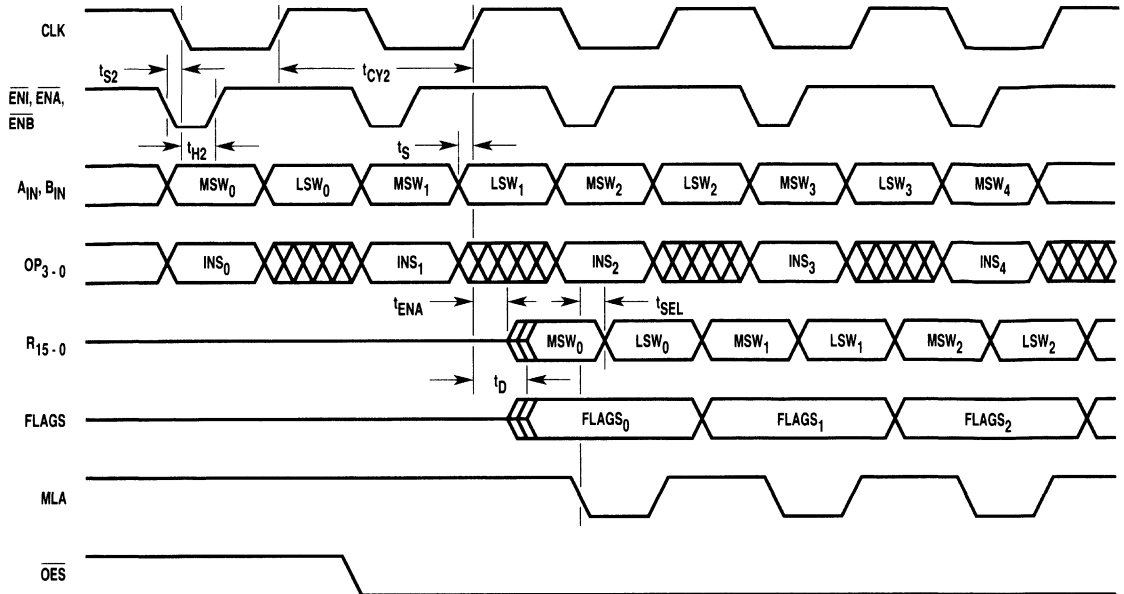 CLK
tS2
tCY2
ENI, ENA,
ENB
tH2
tS
AIN, BIN
MSW0 LSW0 MSW1 LSW1 MSW2 LSW2 MSW3 LSW3 MSW4
OP3 - 0
INS0 INS1 INS2 INS3 INS4
tENA
tSEL
R15 - 0
MSW0 LSW0 MSW1 LSW1 MSW2 LSW2
tD
FLAGS
FLAGS0 FLAGS1 FLAGS2
MLA
OES